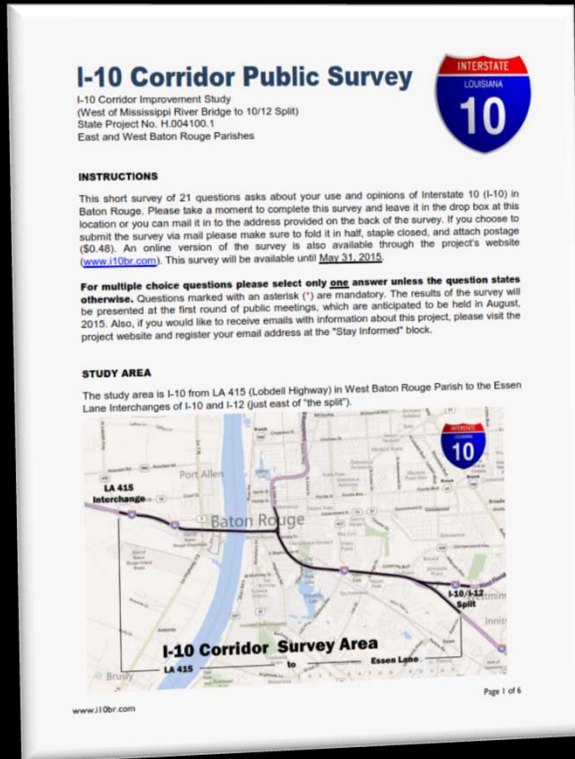 I-10 Corridor Public Survey
I-10 Corridor Improvement Study
(West of Mississippi River Bridge to 10/12 Split)
State Project No. H.004100.1
East and West Baton Rouge Parishes
INTERSTATE
LOUISIANA
10
INSTRUCTIONS
This short survey of 21 questions asks about your use and opinions of Interstate 10 (I-10) in
Baton Rouge. Please take a moment to complete this survey and leave it in the drop box at this
location or you can mail it in to the address provided on the back of the survey. If you choose to
submit the survey via mail please make sure to fold it in half, staple closed, and attach postage
($0.48). An online version of the survey is also available through the project's website
(www.i10br.com). This survey will be available until May 31, 2015.
For multiple choice questions please select only one answer unless the question states
otherwise. Questions marked with an asterisk (*) are mandatory. The results of the survey will
be presented at the first round of public meetings, which are anticipated to be held in August,
2015. Also, if you would like to receive emails with information about this project, please visit the
project website and register your email address at the "Stay Informed" block.
STUDY AREA
The study area is I-10 from LA 415 (Lobdell Highway) in West Baton Rouge Parish to the Essen
Lane Interchanges of I-10 and I-12 (just east of "the split").
INTERSTATE
LOUISIANA
10
Port Allen
LA 415
Interchange
Baton Rouge
I-10/I-12
Split
I-10 Corridor Survey Area
LA 415 to Essen Lane
Brusly
Page 1 of 6
www.i10br.com